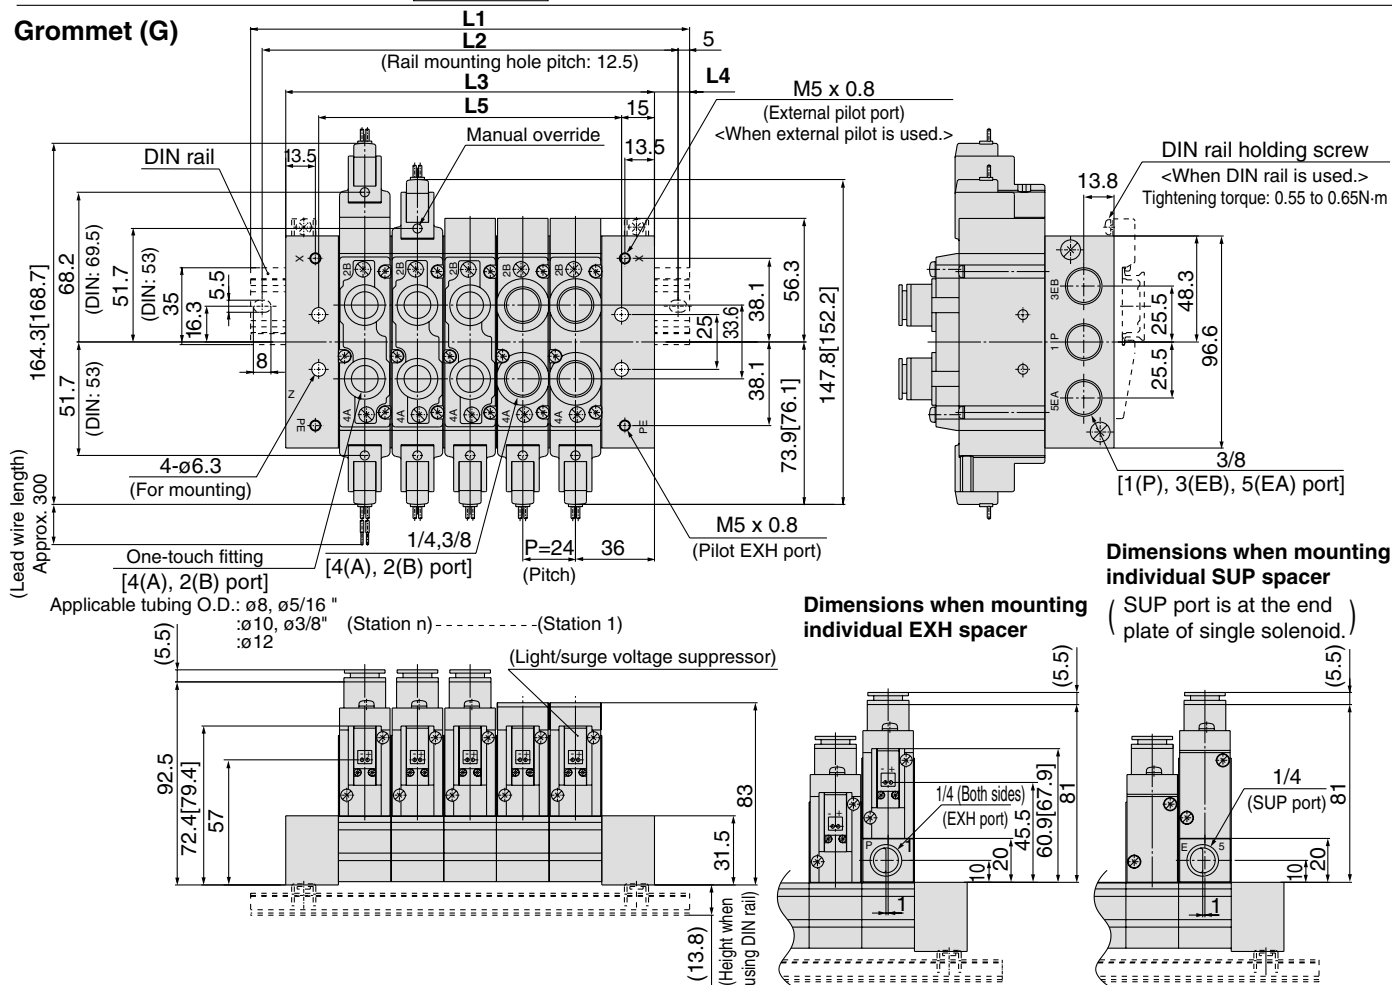 Grommet (G)
L1
L2
5
(Rail mounting hole pitch: 12.5)
L3
L4
L5
15
13.5
13.5
Manual override
DIN rail
M5 x 0.8
(External pilot port)
<When external pilot is used.>
164.3[168.7]
68.2
(DIN: 69.5)
51.7
(DIN: 53)
35
16.3
5.5
8
51.7
(DIN: 53)
X
X
2B
2B
2B
2B
2B
4A
4A
4A
4A
4A
Z
PE
PE
25
33.6
38.1
56.3
38.1
73.9[76.1]
147.8[152.2]
DIN rail holding screw
<When DIN rail is used.>
Tightening torque: 0.55 to 0.65N·m
13.8
3EB
1 P
5EA
25.5
25.5
48.3
96.6
3/8
[1(P), 3(EB), 5(EA) port]
(Lead wire length)
Approx. 300
4-ø6.3
(For mounting)
One-touch fitting
[4(A), 2(B) port]
1/4,3/8
[4(A), 2(B) port]
P=24
(Pitch)
36
M5 x 0.8
(Pilot EXH port)
Applicable tubing O.D.: ø8, ø5/16 "
:ø10, ø3/8"
:ø12
(Station n)
(Station 1)
(Light/surge voltage suppressor)
(5.5)
92.5
72.4[79.4]
57
83
31.5
(13.8)
(Height when
using DIN rail)
Dimensions when mounting
individual EXH spacer
(5.5)
81
60.9[67.9]
45.5
20
10
1
1/4 (Both sides)
(EXH port)
P
Dimensions when mounting
individual SUP spacer
( SUP port is at the end
plate of single solenoid. )
(5.5)
81
20
10
1
1/4
(SUP port)
E 5